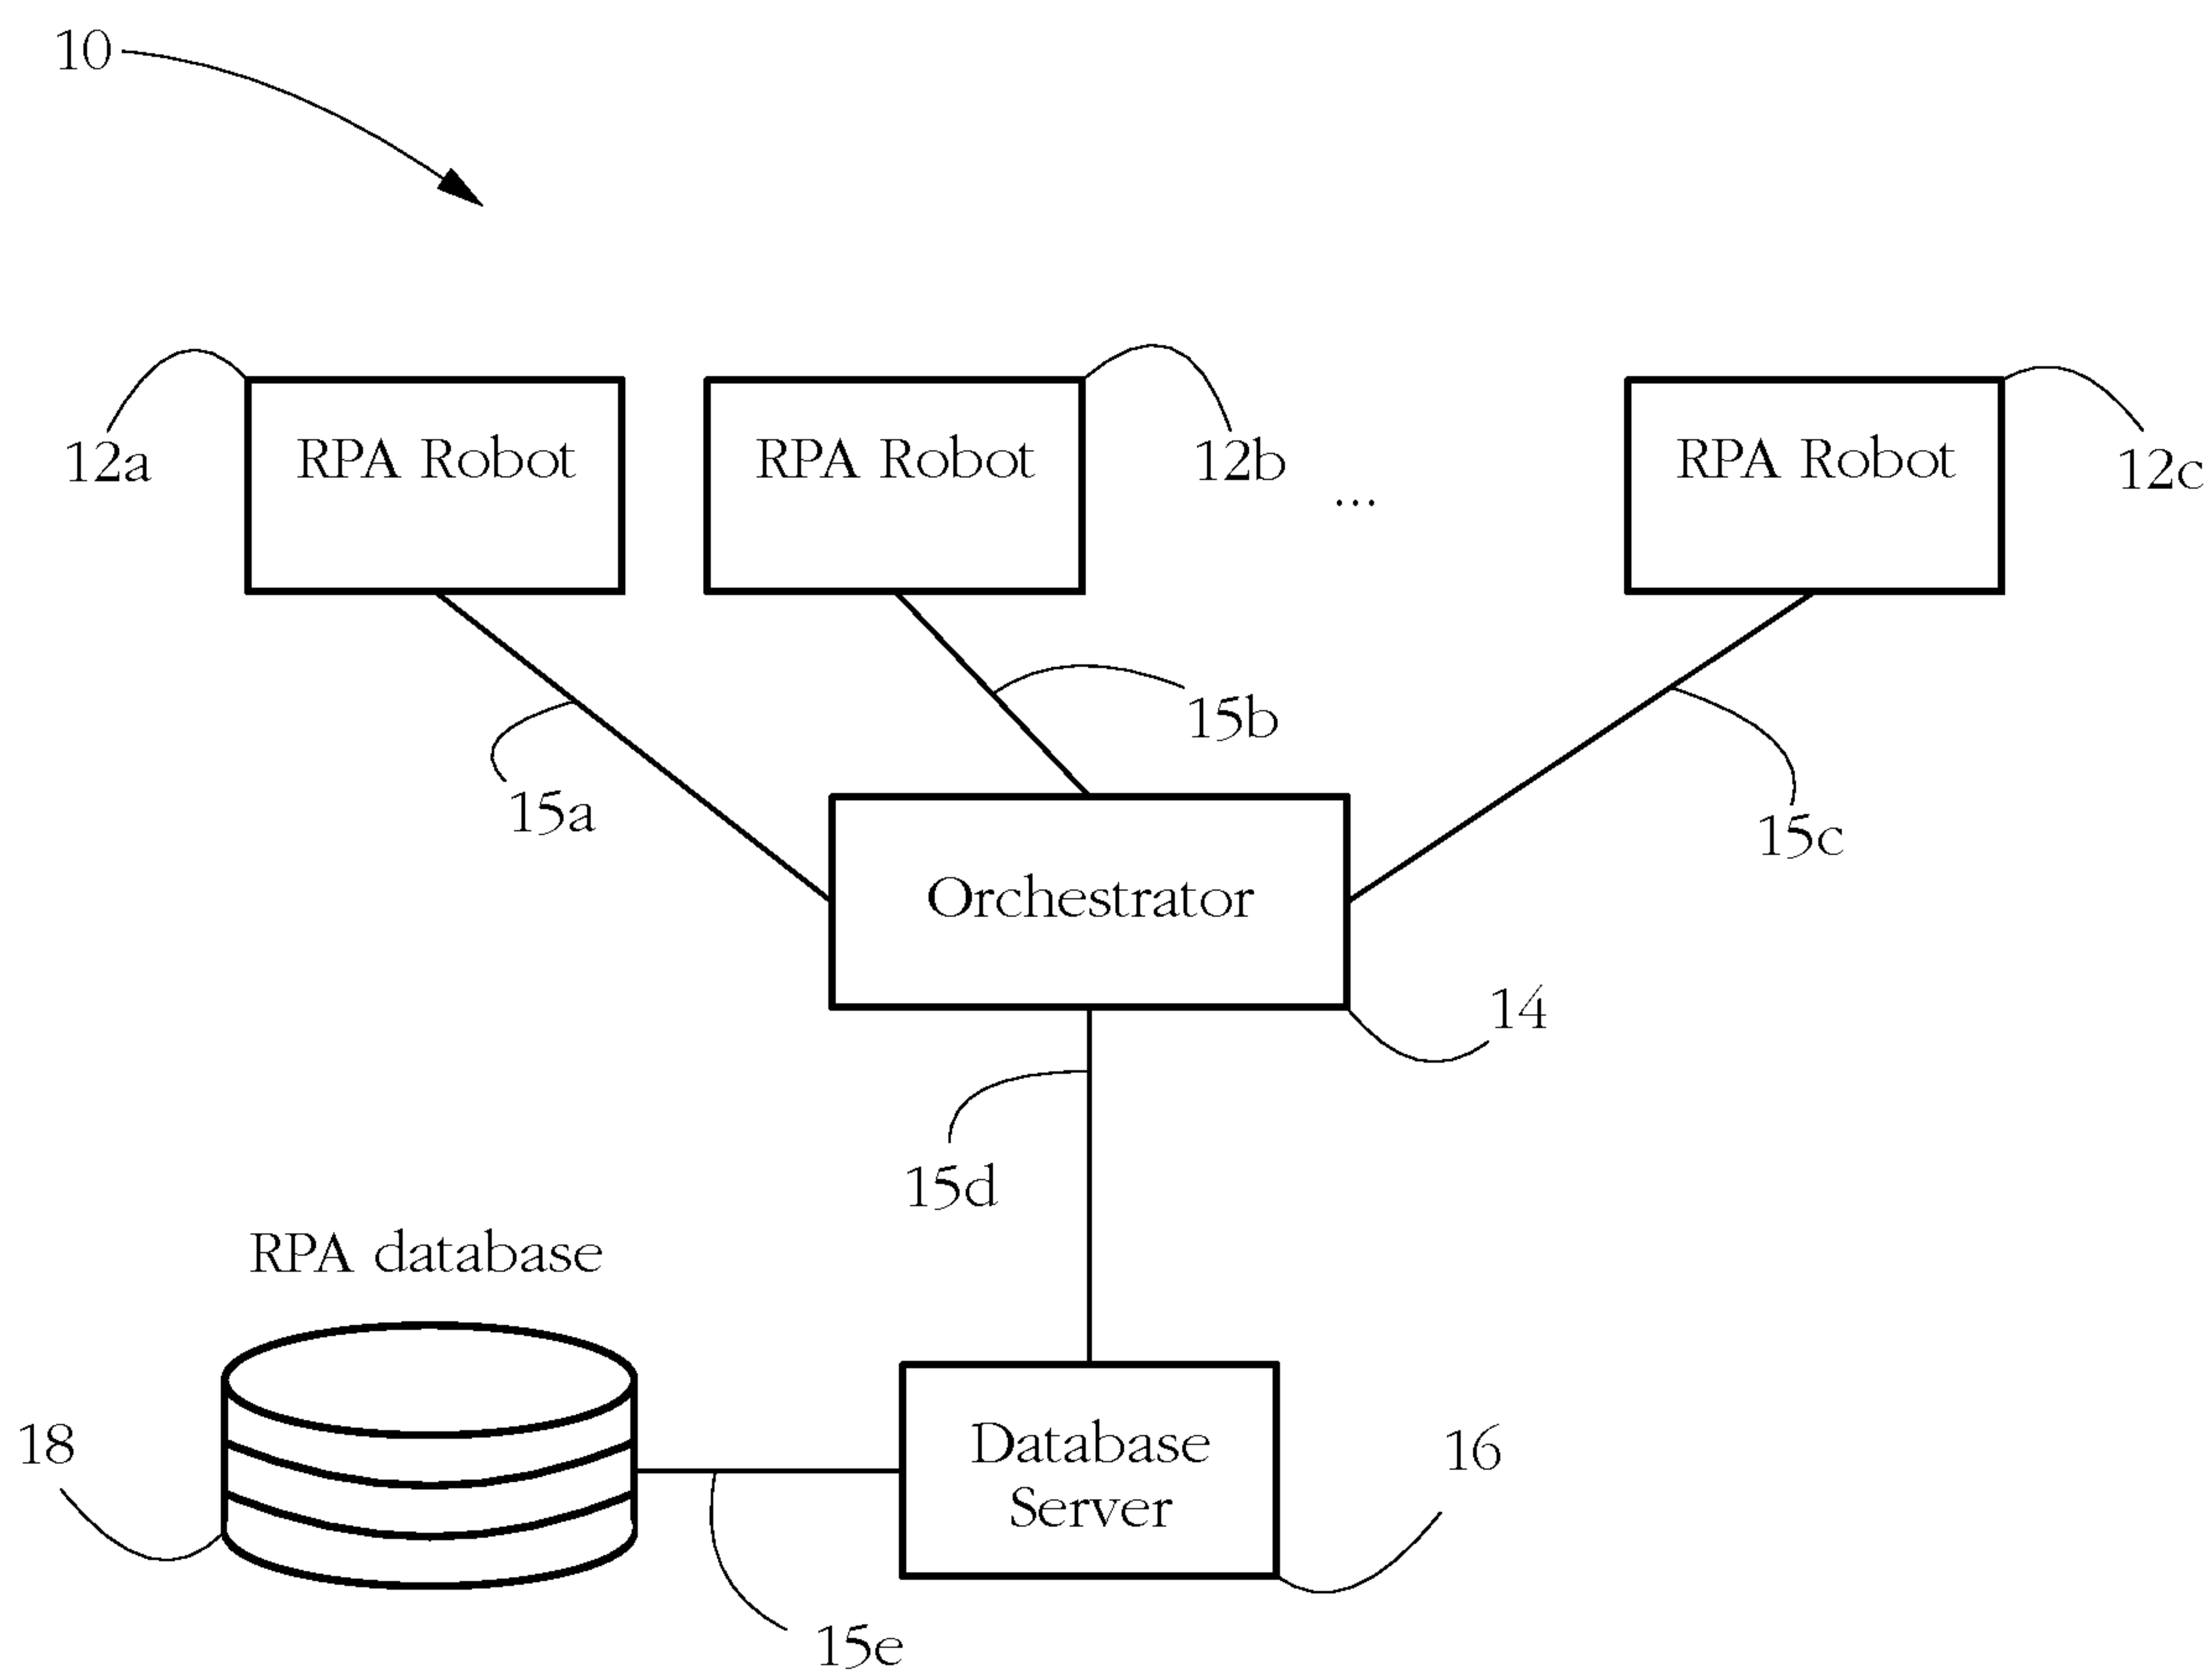 10
12a
RPA Robot
RPA Robot
12b
...
RPA Robot
12c
15a
15b
15c
Orchestrator
14
15d
RPA database
18
Database
Server
16
15e